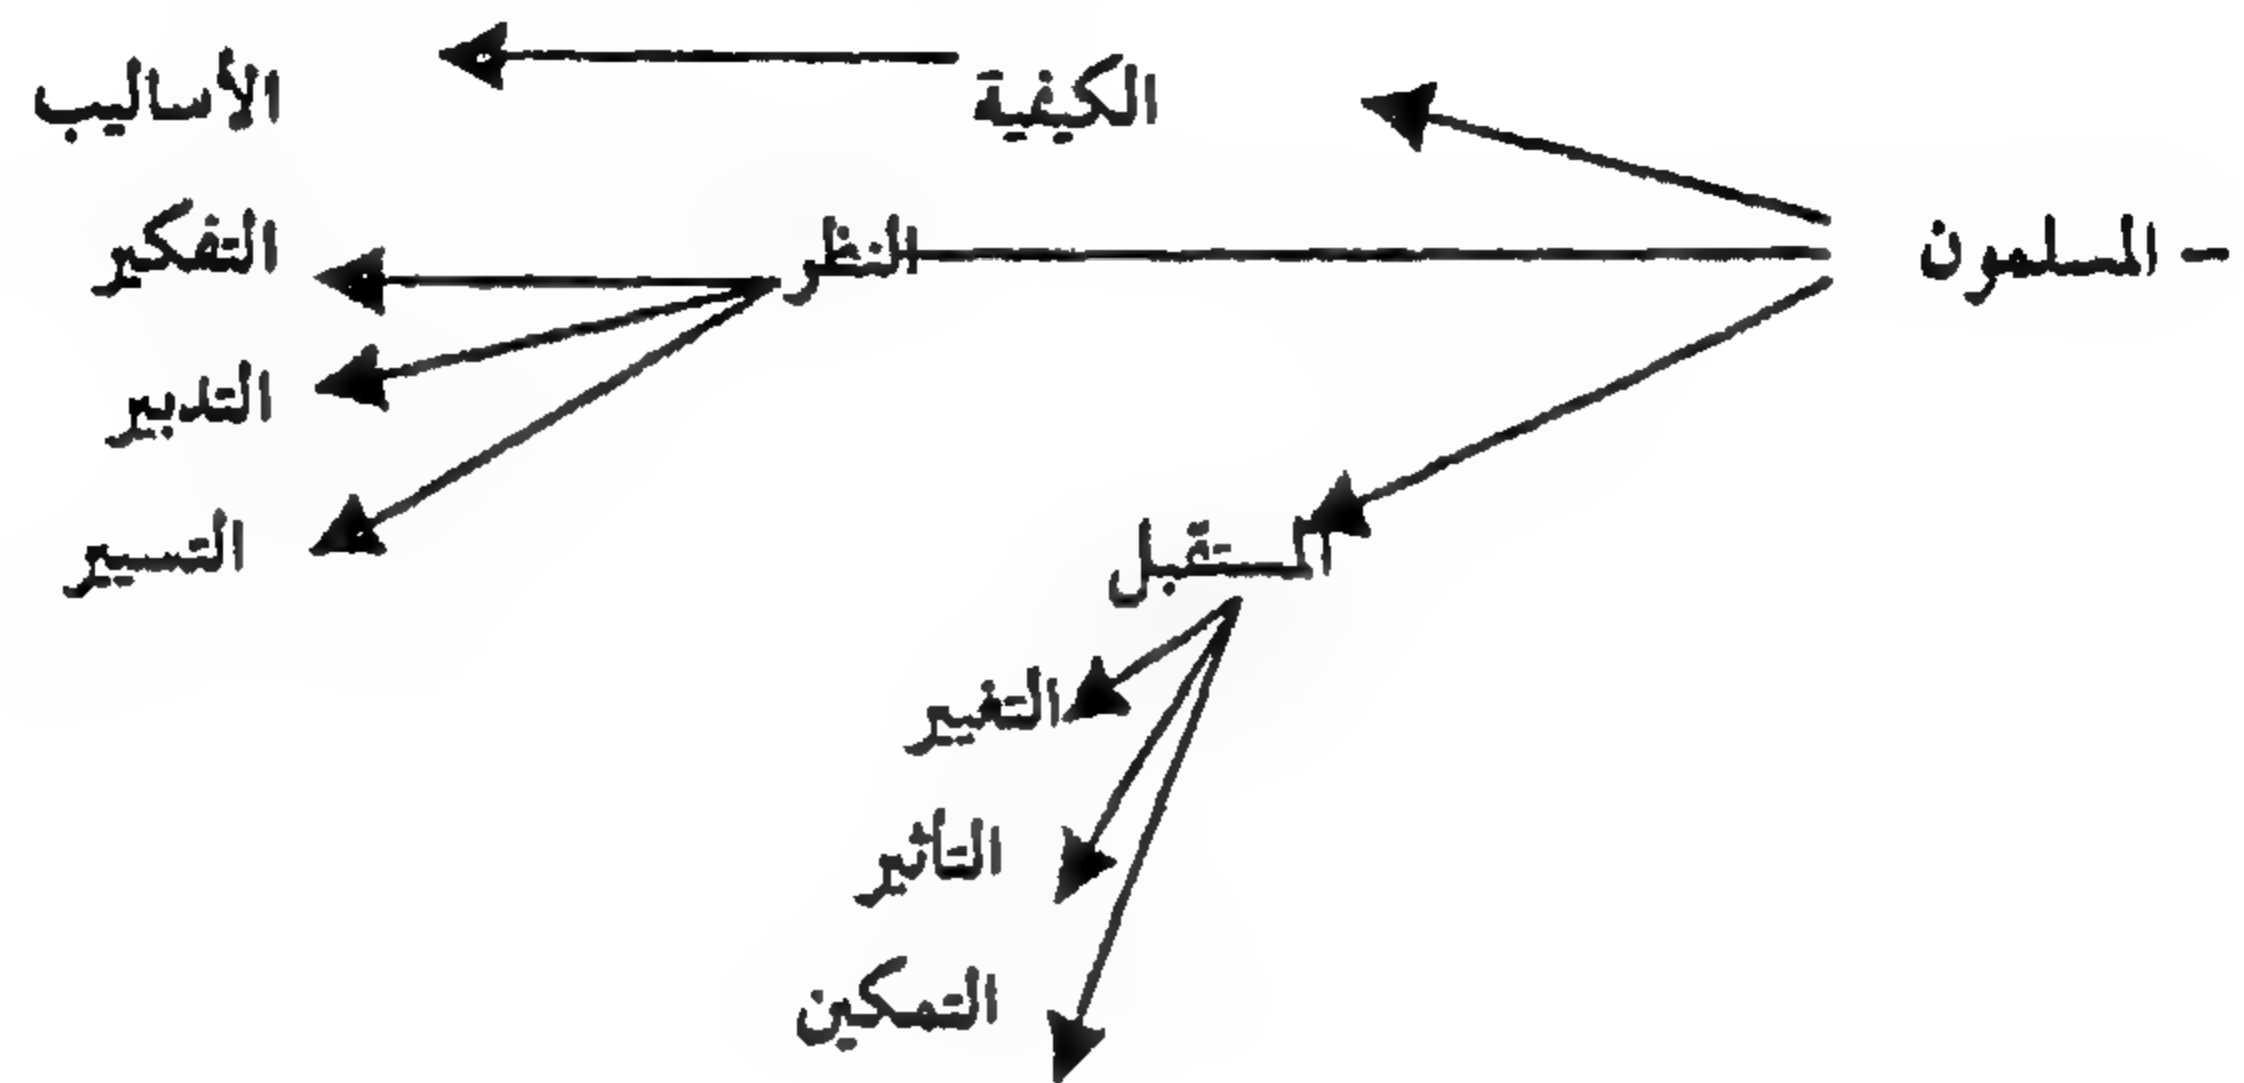 الكيفية الأساليب
- المسلمون النظر التفكير
التدبير
المستقبل التسيير
التغيير
التأثير
التمكين